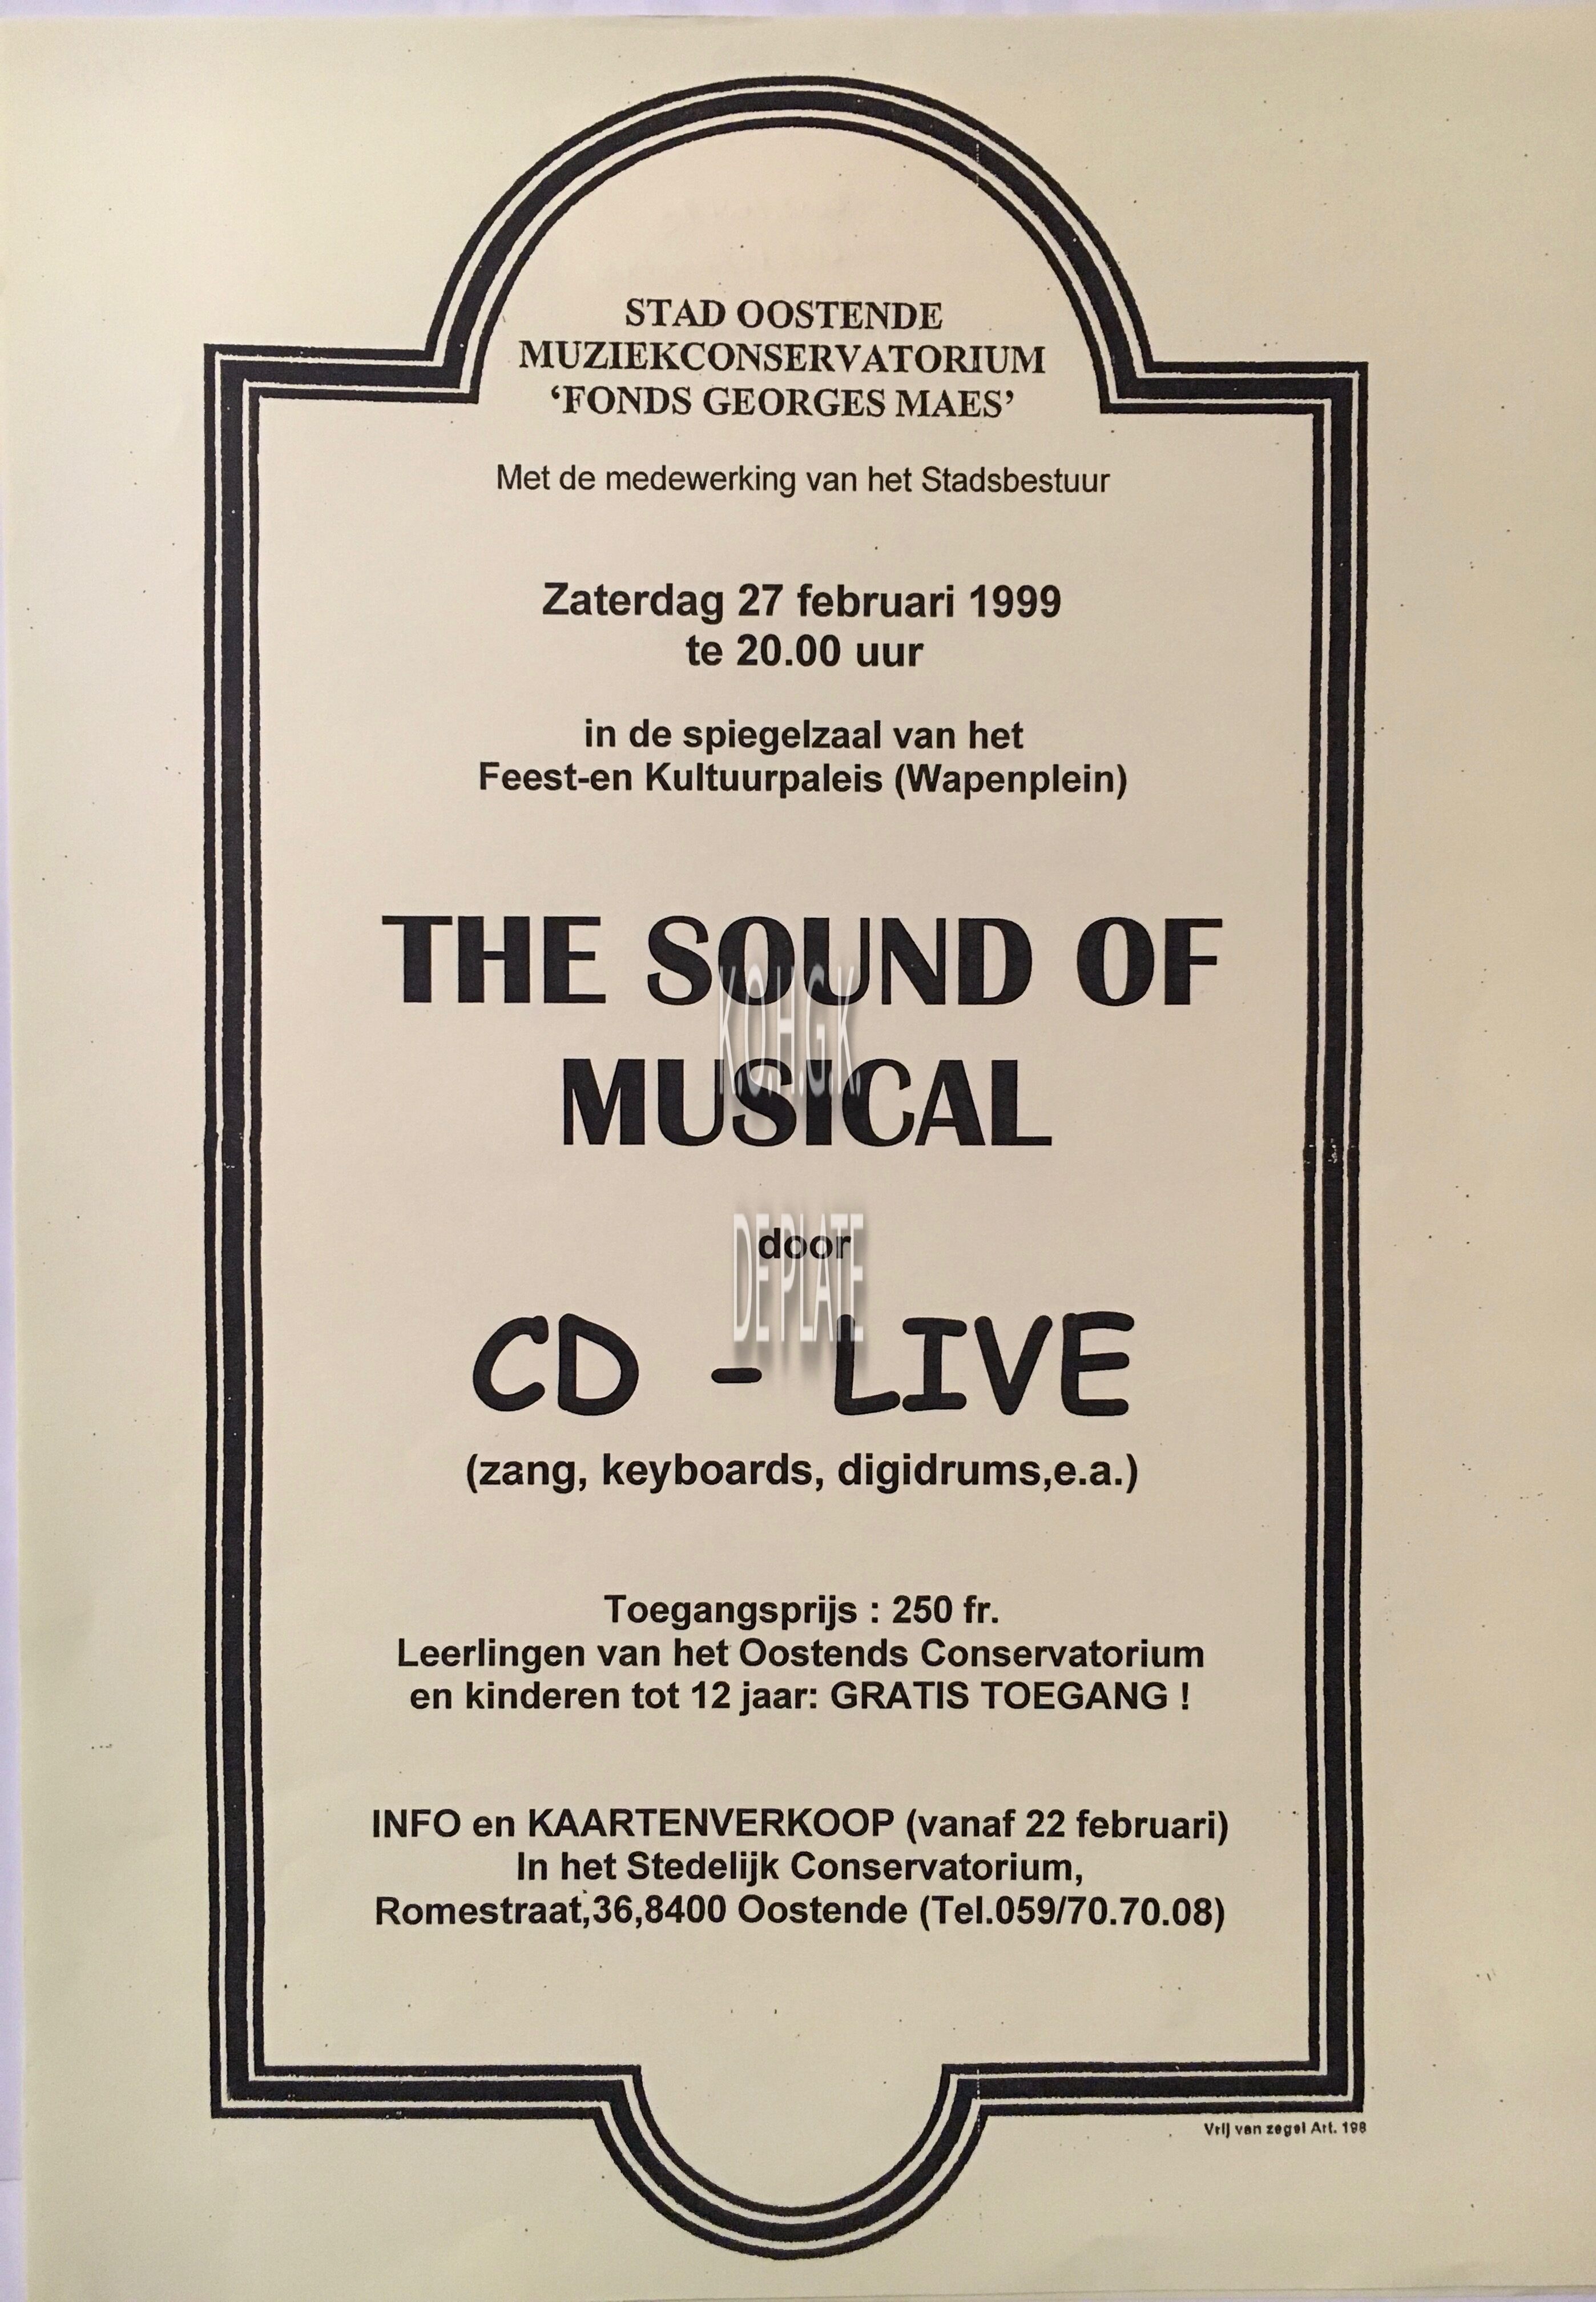 STAD OOSTENDE
MUZIEKCONSERVATORIUM
‘FONDS GEORGES MAES’
Met de medewerking van het Stadsbestuur
Zaterdag 27 februari 1999
te 20.00 uur
in de spiegelzaal van het
Feest-en Kultuurpaleis (Wapenplein)
THE SOUND OF
K.O.H.G.K.
MUSICAL
door
DE PLATE
CD - LIVE
(zang, keyboards, digidrums,e.a.)
Toegangsprijs : 250 fr.
Leerlingen van het Oostends Conservatorium
en kinderen tot 12 jaar: GRATIS TOEGANG !
INFO en KAARTENVERKOOP (vanaf 22 februari)
In het Stedelijk Conservatorium,
Romestraat,36,8400 Oostende (Tel.059/70.70.08)
Vrij van zegel Art. 198